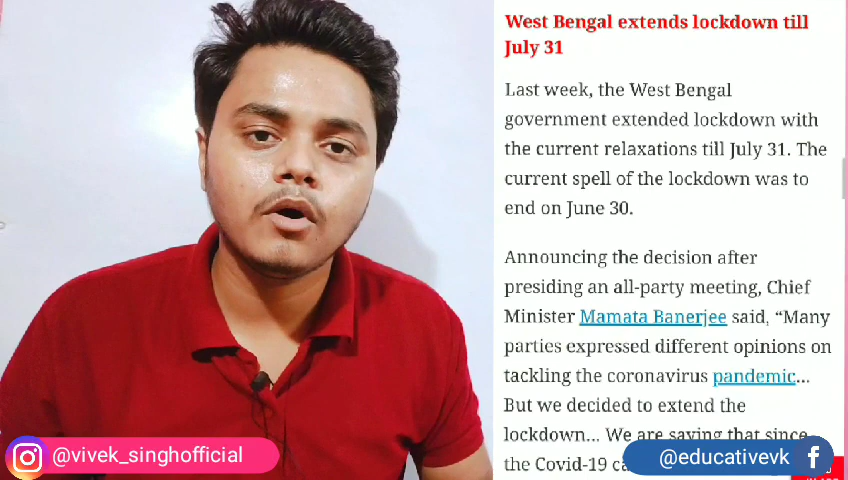 West Bengal extends lockdown till
July 31
Last week, the West Bengal
government extended lockdown with
the current relaxations till July 31. The
current spell of the lockdown was to
end on June 30.
Announcing the decision after
presiding an all-party meeting, Chief
Minister Mamata Banerjee said, “Many
parties expressed different opinions on
tackling the coronavirus pandemic...
But we decided to extend the
lockdown... We are saying that since
the Covid-19
@vivek_singhofficial
@educativevk f